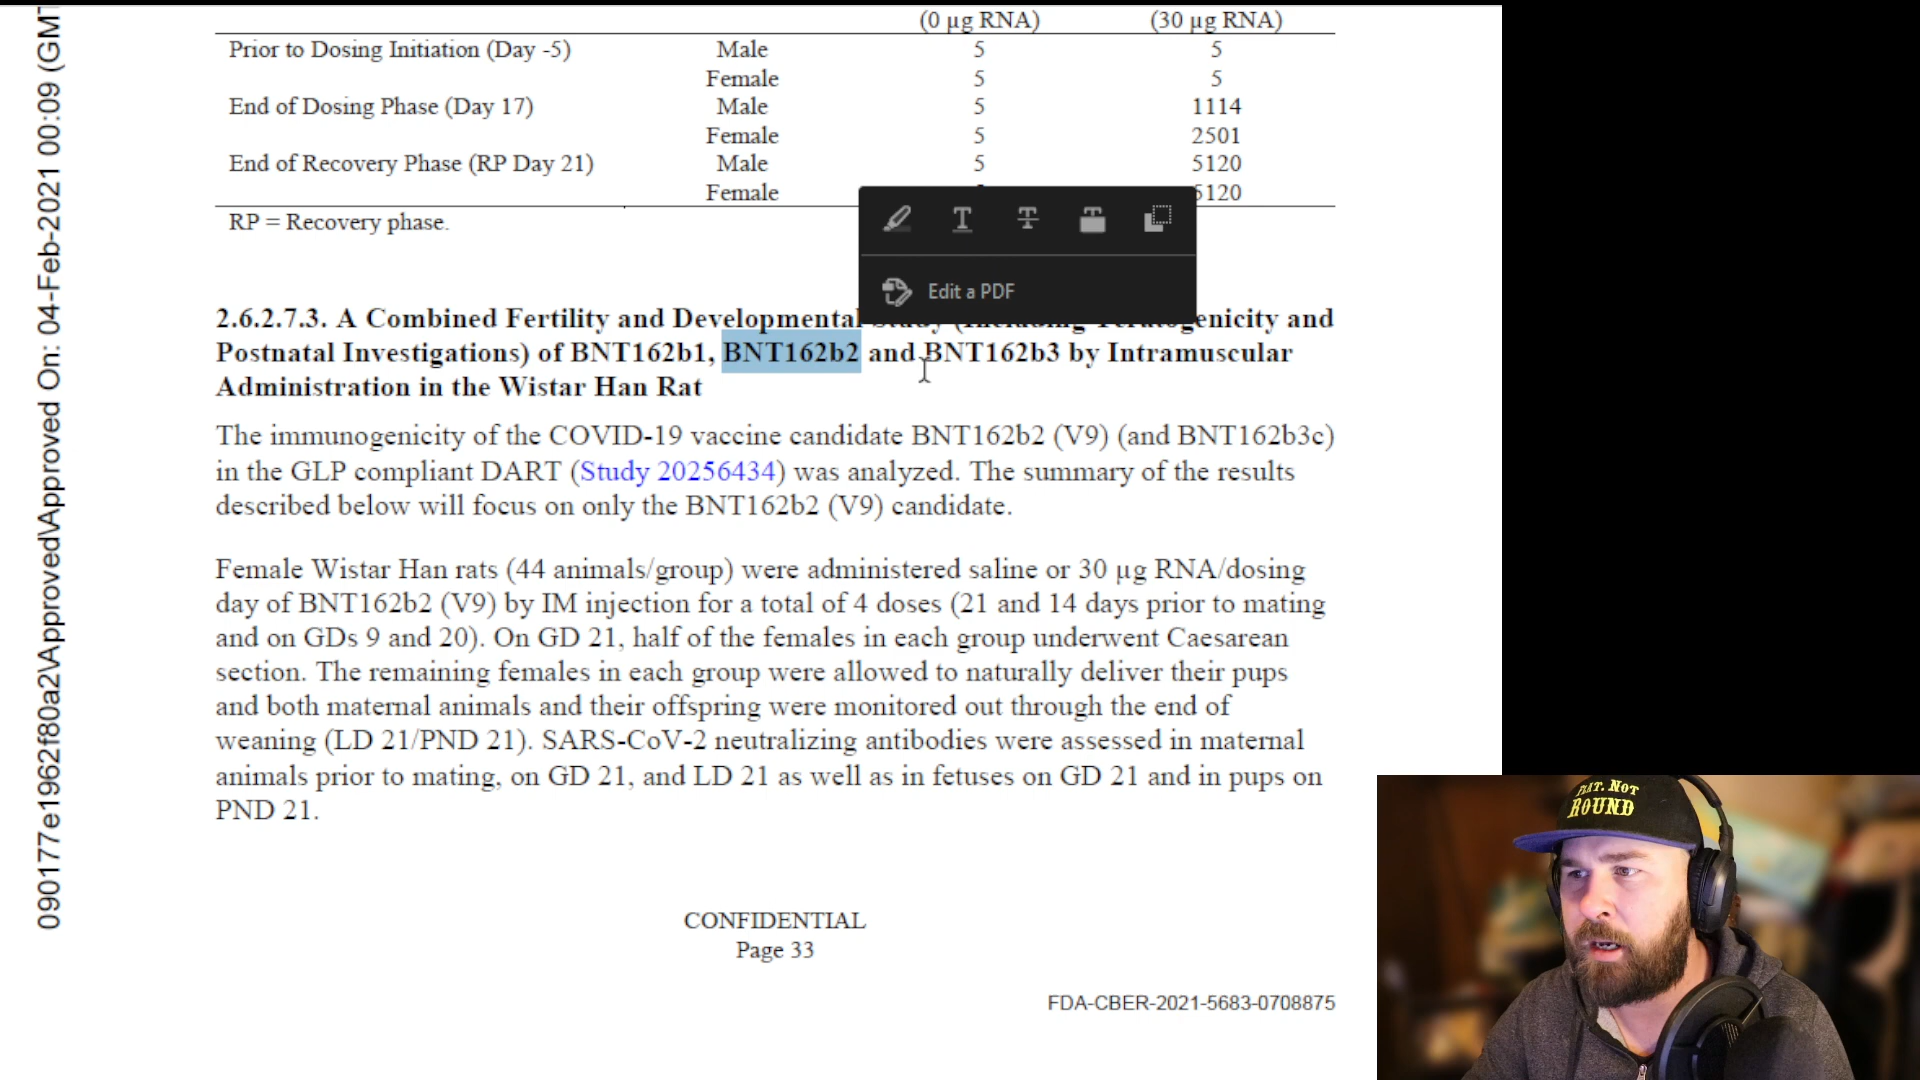 090177e1962f80a2\Approved\Approved On: 04-Feb-2021 00:09 (GMT
(0 µg RNA) (30 µg RNA)
Prior to Dosing Initiation (Day -5) Male 5 5
Female 5 5
End of Dosing Phase (Day 17) Male 5 1114
Female 5 2501
End of Recovery Phase (RP Day 21) Male 5 5120
Female 5120
RP = Recovery phase.
Edit a PDF
2.6.2.7.3. A Combined Fertility and Developmental Study (Including Teratogenicity and
Postnatal Investigations) of BNT162b1, BNT162b2 and BNT162b3 by Intramuscular
Administration in the Wistar Han Rat
The immunogenicity of the COVID-19 vaccine candidate BNT162b2 (V9) (and BNT162b3c)
in the GLP compliant DART (Study 20256434) was analyzed. The summary of the results
described below will focus on only the BNT162b2 (V9) candidate.
Female Wistar Han rats (44 animals/group) were administered saline or 30 µg RNA/dosing
day of BNT162b2 (V9) by IM injection for a total of 4 doses (21 and 14 days prior to mating
and on GDs 9 and 20). On GD 21, half of the females in each group underwent Caesarean
section. The remaining females in each group were allowed to naturally deliver their pups
and both maternal animals and their offspring were monitored out through the end of
weaning (LD 21/PND 21). SARS-CoV-2 neutralizing antibodies were assessed in maternal
animals prior to mating, on GD 21, and LD 21 as well as in fetuses on GD 21 and in pups on
PND 21.
CONFIDENTIAL
Page 33
FDA-CBER-2021-5683-0708875
FLAT. NOT
ROUND